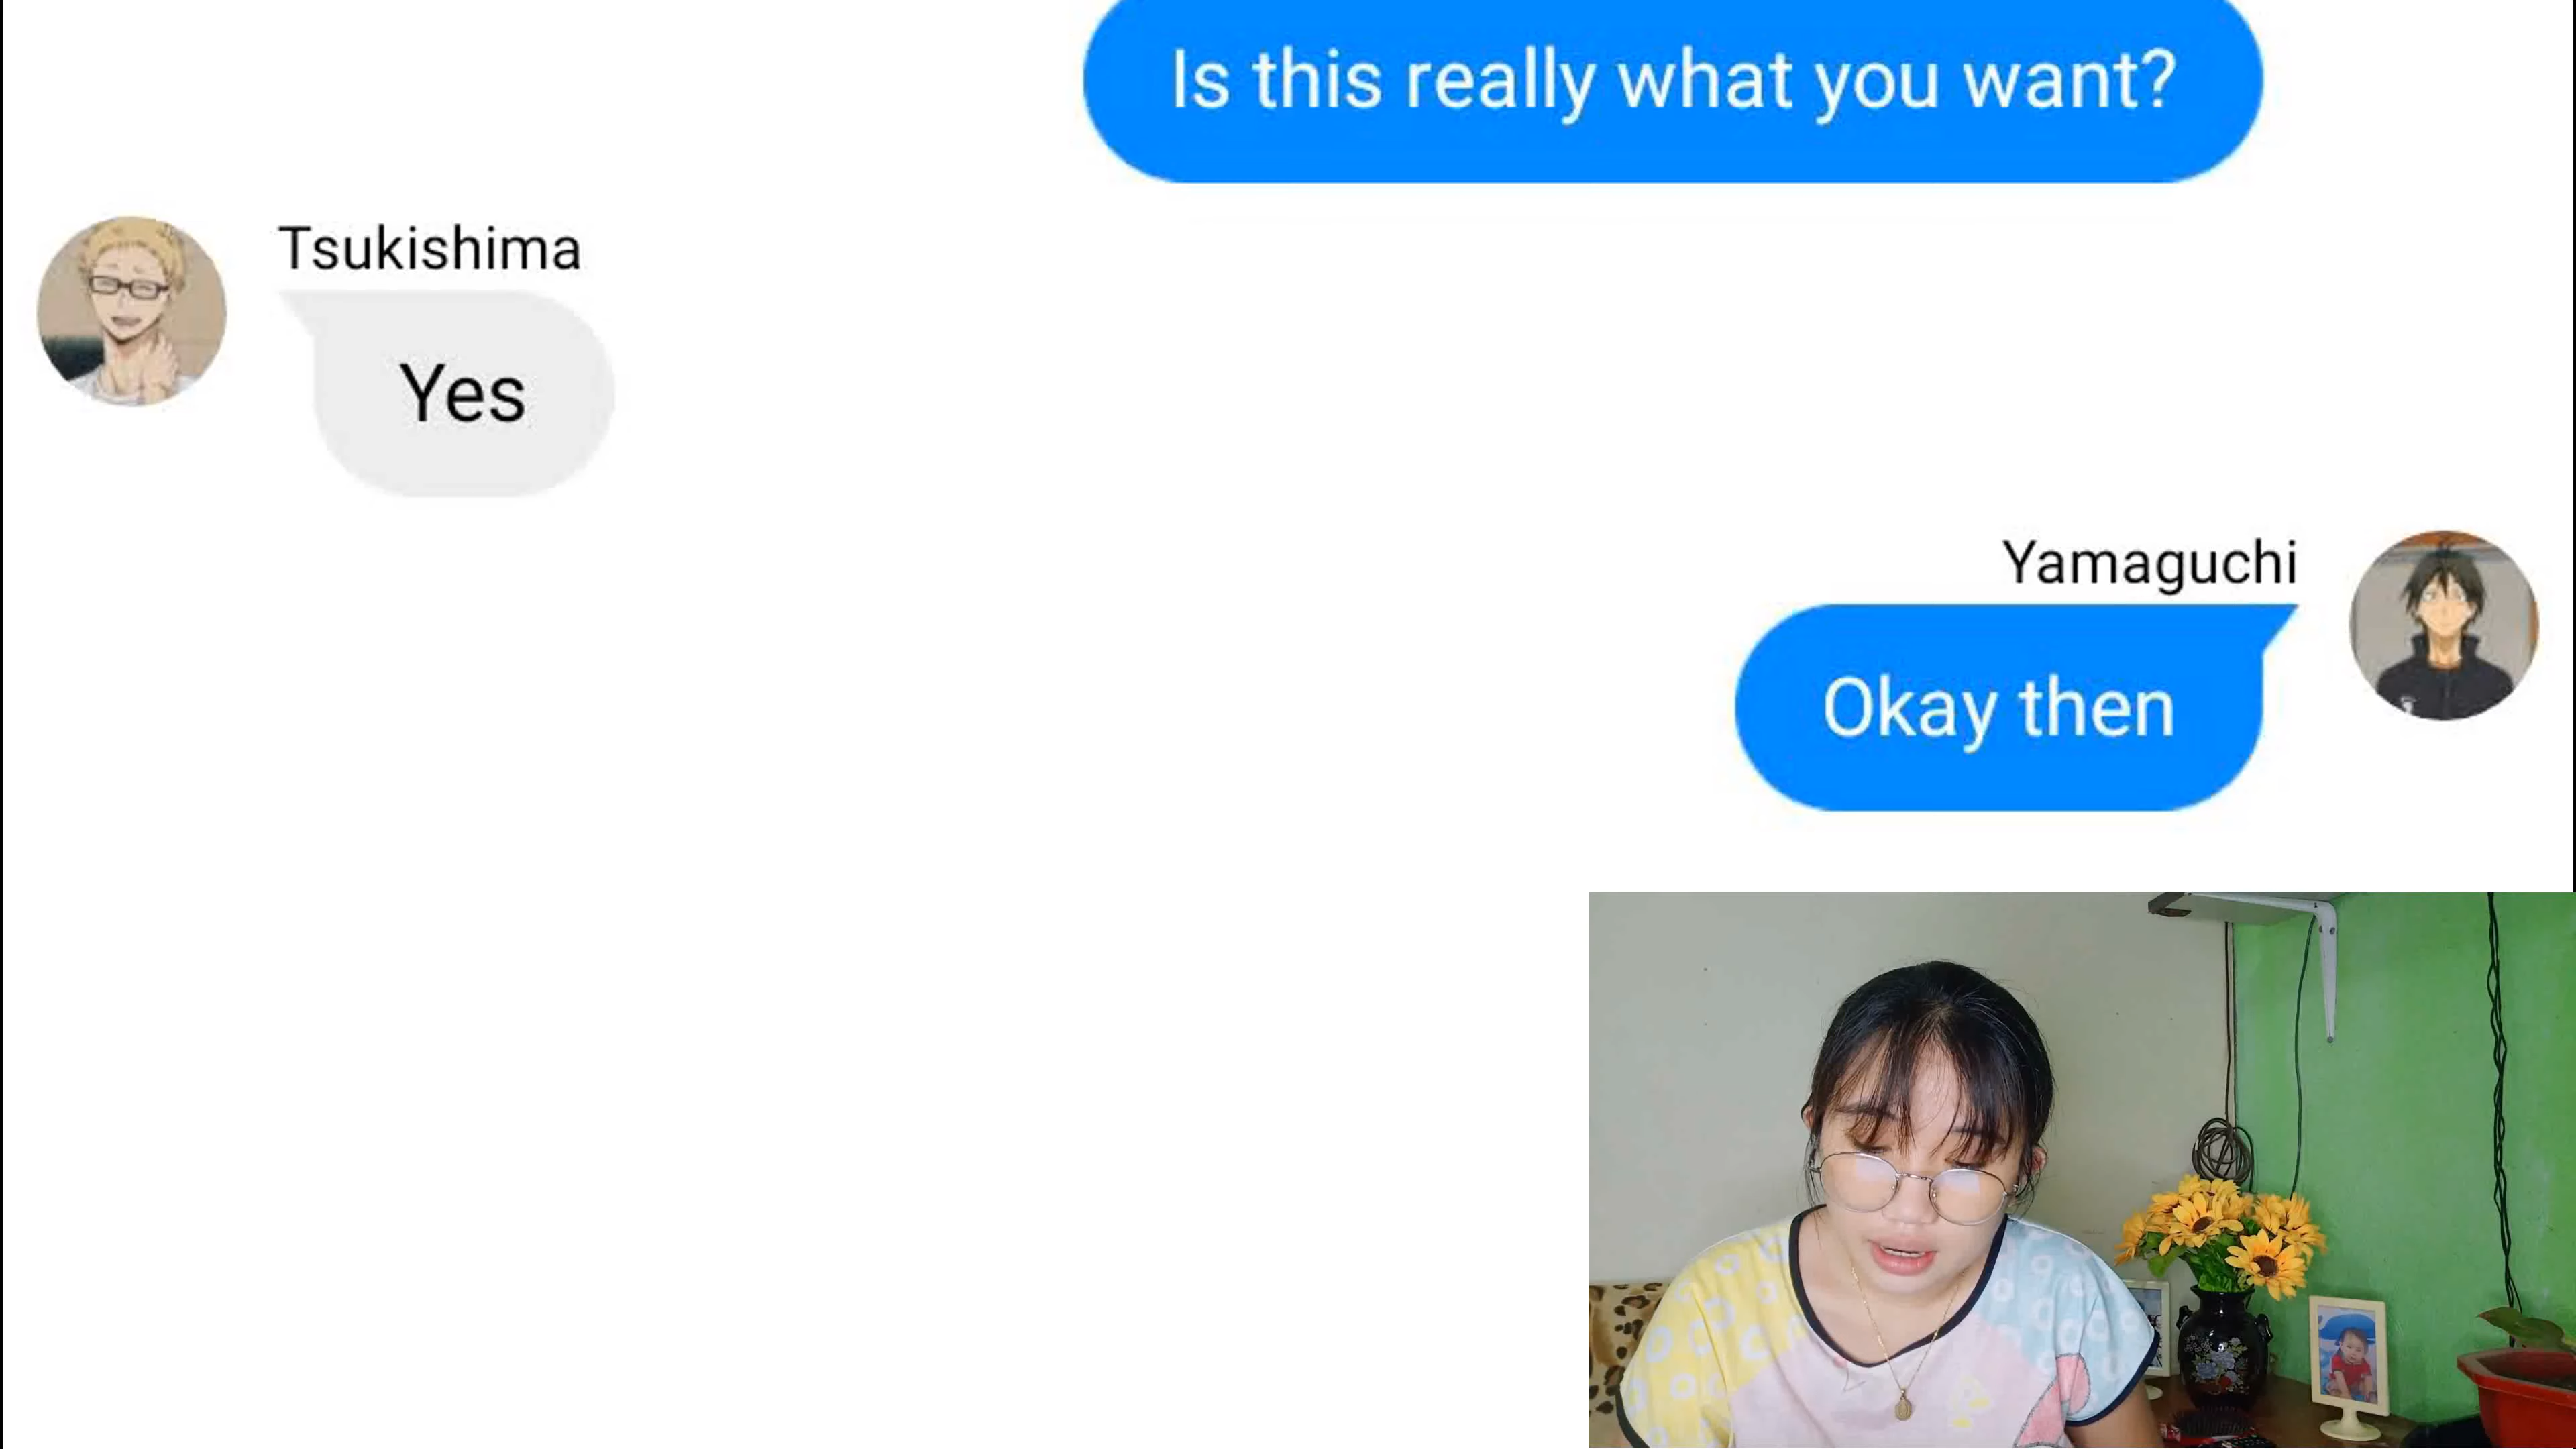 Is this really what you want?
Tsukishima
Yes
Yamaguchi
Okay then